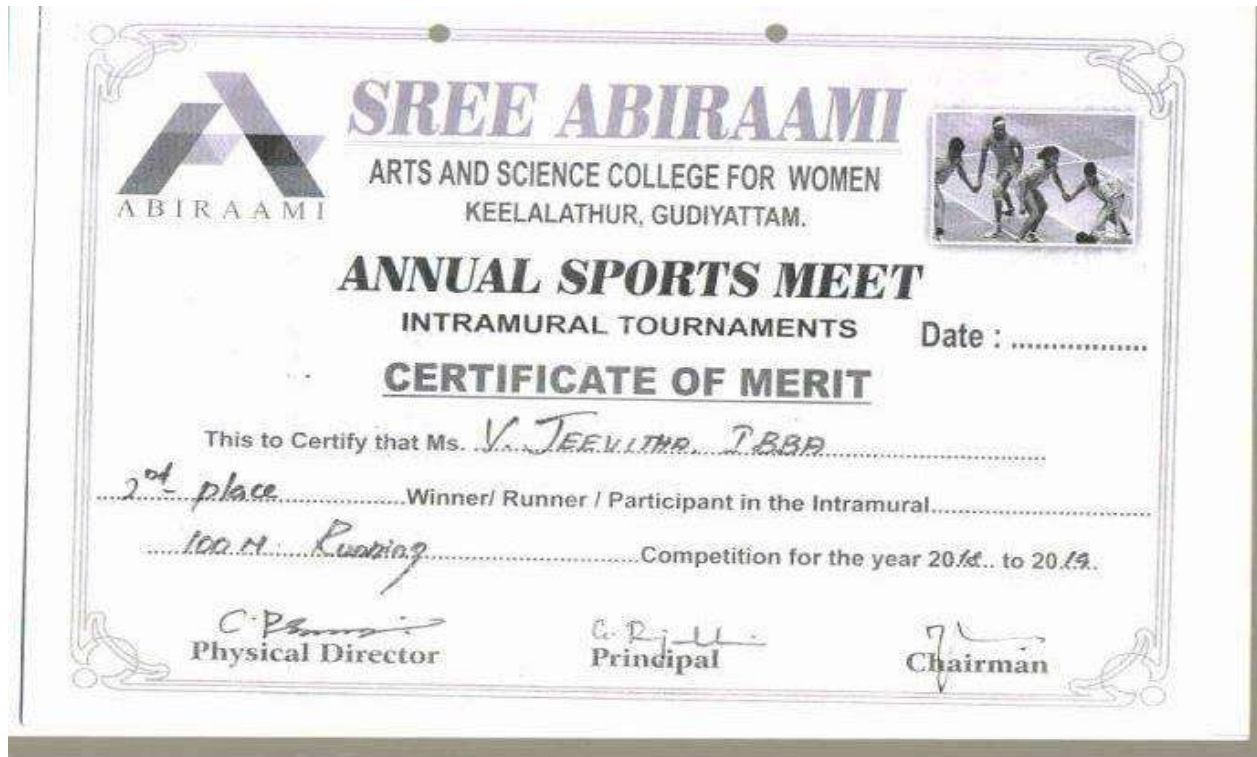 SREE ABIRAAMI
ABIRAAMI
ARTS AND SCIENCE COLLEGE FOR WOMEN
KEELALATHUR, GUDIYATTAM.
ANNUAL SPORTS MEET
INTRAMURAL TOURNAMENTS
Date : .................
CERTIFICATE OF MERIT
This to Certify that Ms. V. JEEVITHA. I BBA
2nd place Winner/ Runner / Participant in the Intramural
100 M Running Competition for the year 2018.. to 2019.
Physical Director
Principal
Chairman